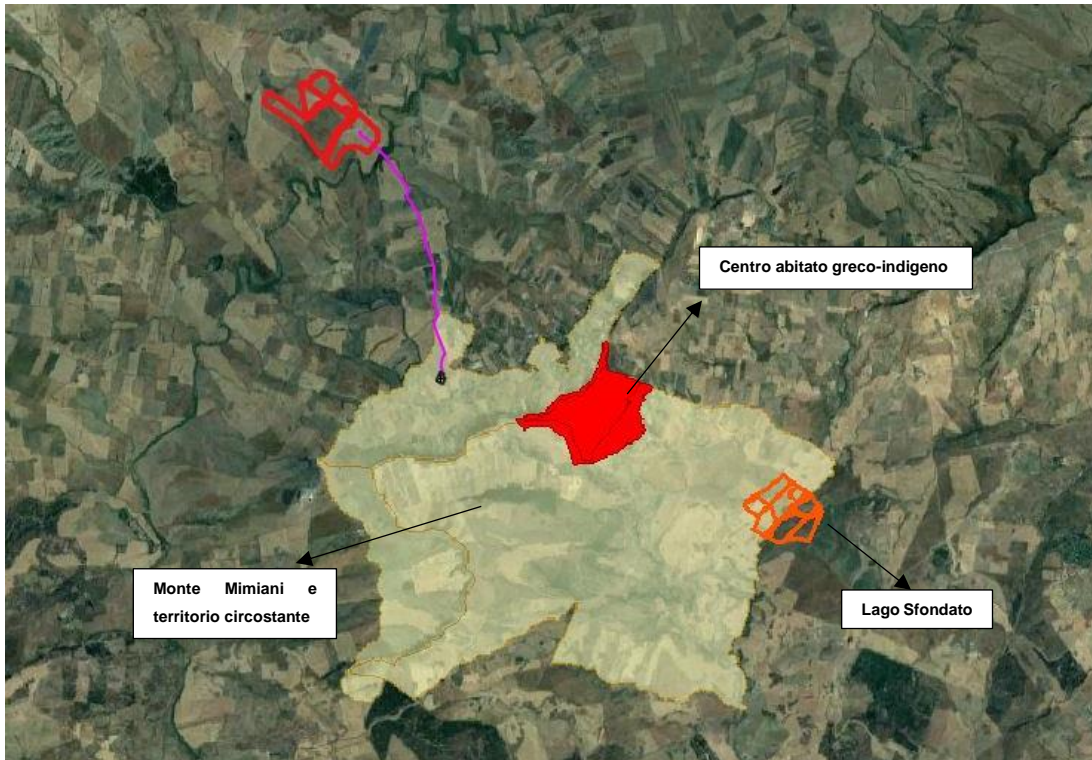 Centro abitato greco-indigeno
Monte Mimiani e
territorio circostante
Lago Sfondato